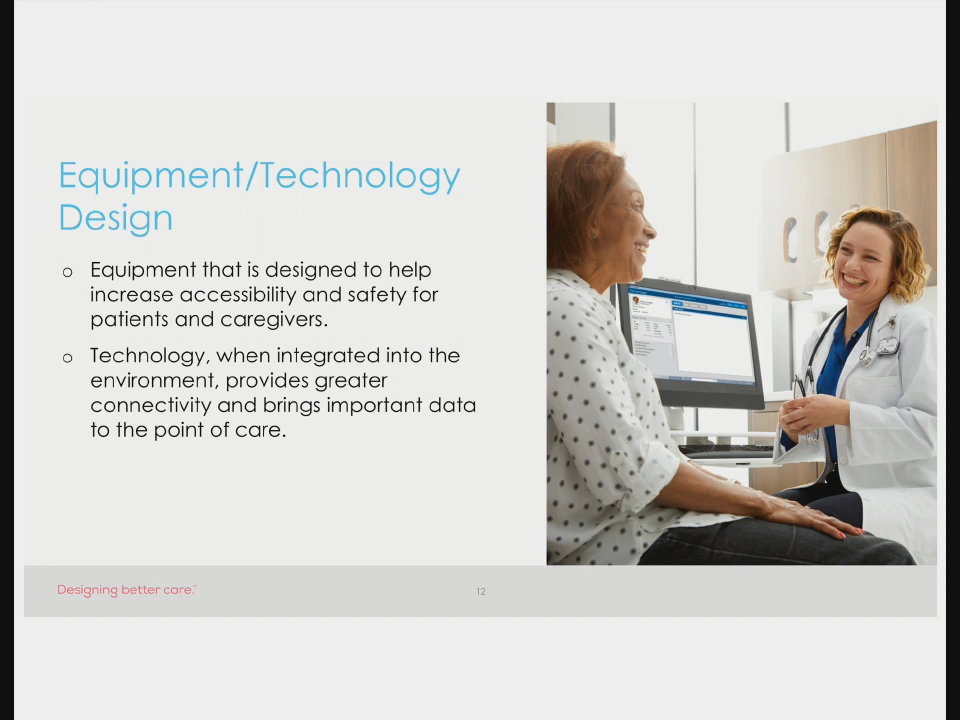 Equipment/Technology
Design
o Equipment that is designed to help
increase accessibility and safety for
patients and caregivers.
o Technology, when integrated into the
environment, provides greater
connectivity and brings important data
to the point of care.
Designing better care.™
12